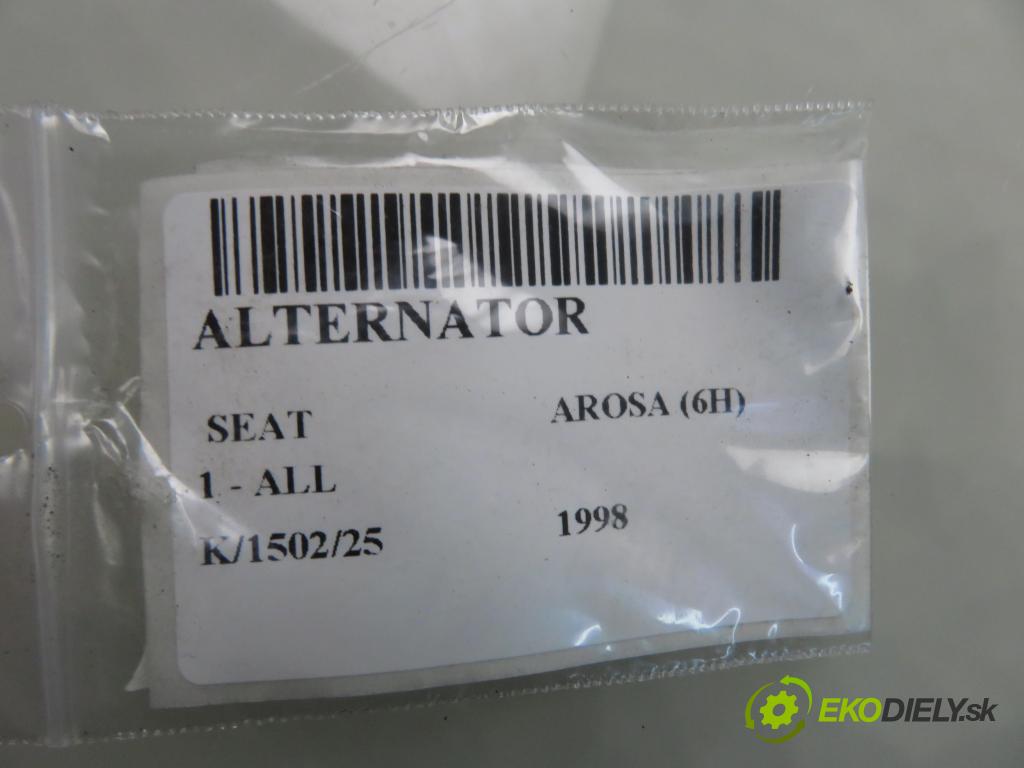 ALTERNATOR
SEAT AROSA (6H)
1 - ALL
K/1502/25 1998
EKODIELY.sk